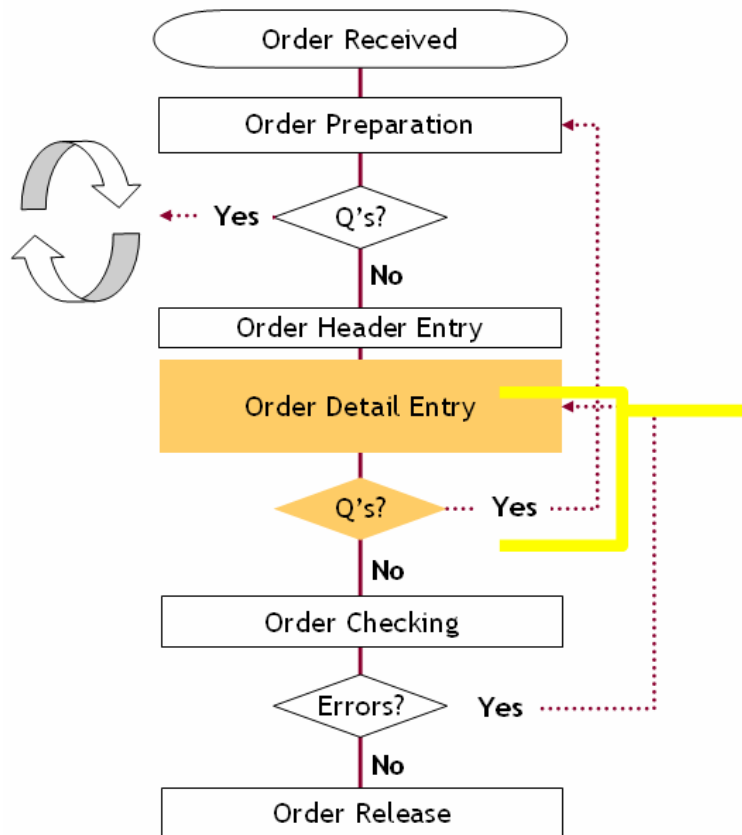 Order Received
Order Preparation
Yes
Q's?
No
Order Header Entry
Order Detail Entry
Q's?
Yes
No
Order Checking
Errors?
Yes
No
Order Release